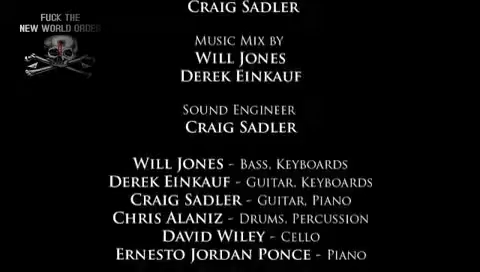 FUCK THE
NEW WORLD ORDER
CRAIG SADLER
MUSIC MIX BY
WILL JONES
DEREK EINKAUF
SOUND ENGINEER
CRAIG SADLER
WILL JONES - BASS, KEYBOARDS
DEREK EINKAUF - GUITAR, KEYBOARDS
CRAIG SADLER - GUITAR, PIANO
CHRIS ALANIZ - DRUMS, PERCUSSION
DAVID WILEY - CELLO
ERNESTO JORDAN PONCE - PIANO